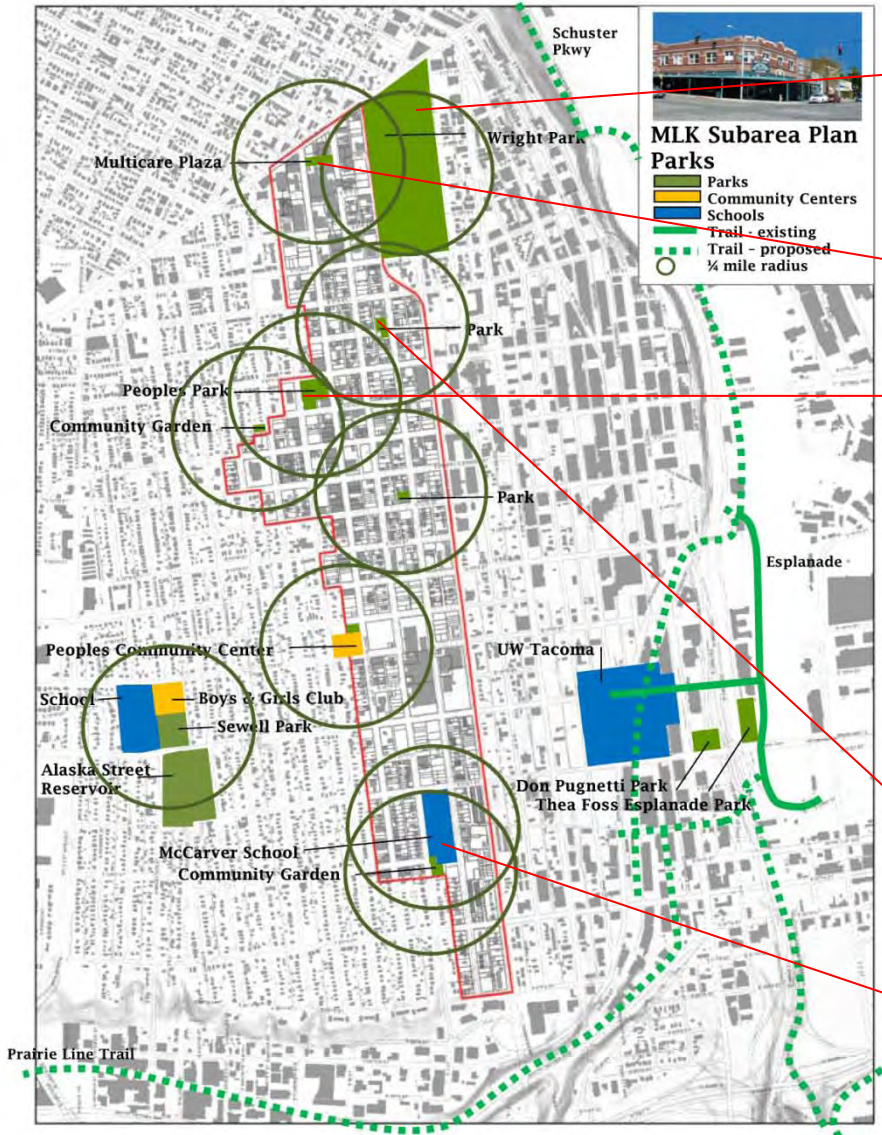 Schuster
Pkwy
MLK Subarea Plan
Parks
Parks
Community Centers
Schools
Trail - existing
Trail - proposed
¼ mile radius
Wright Park
Multicare Plaza
Park
Peoples Park
Community Garden
Park
Esplanade
Peoples Community Center
UW Tacoma
School
Boys & Girls Club
Sewell Park
Alaska Street
Reservoir
Don Pugnetti Park
Thea Foss Esplanade Park
McCarver School
Community Garden
Prairie Line Trail